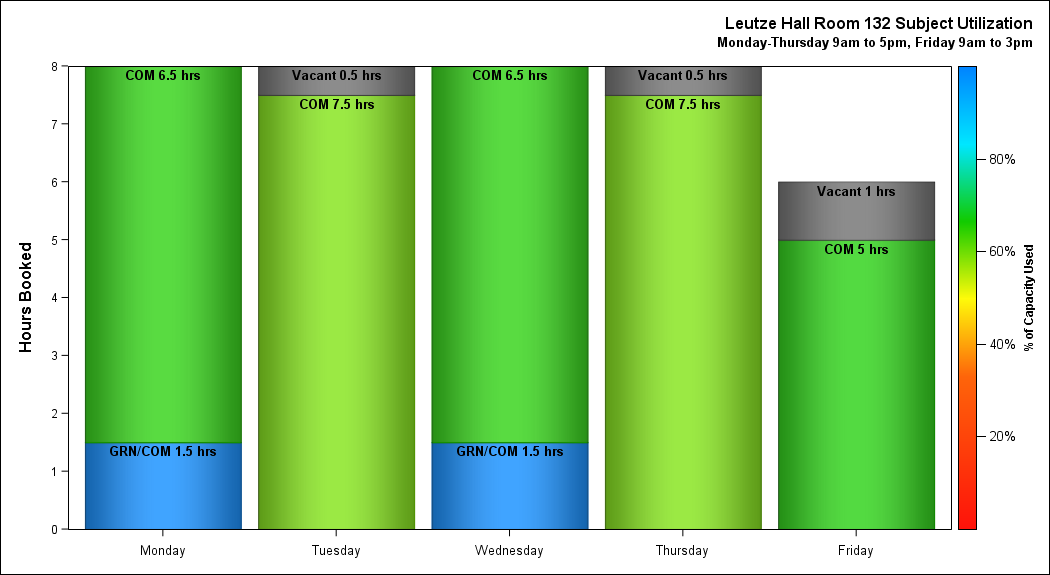 Leutze Hall Room 132 Subject Utilization
Monday-Thursday 9am to 5pm, Friday 9am to 3pm
Hours Booked
8
7
6
5
4
3
2
1
0
COM 6.5 hrs
GRN/COM 1.5 hrs
Vacant 0.5 hrs
COM 7.5 hrs
COM 6.5 hrs
GRN/COM 1.5 hrs
Vacant 0.5 hrs
COM 7.5 hrs
Vacant 1 hrs
COM 5 hrs
Monday
Tuesday
Wednesday
Thursday
Friday
80%
60%
40%
20%
% of Capacity Used